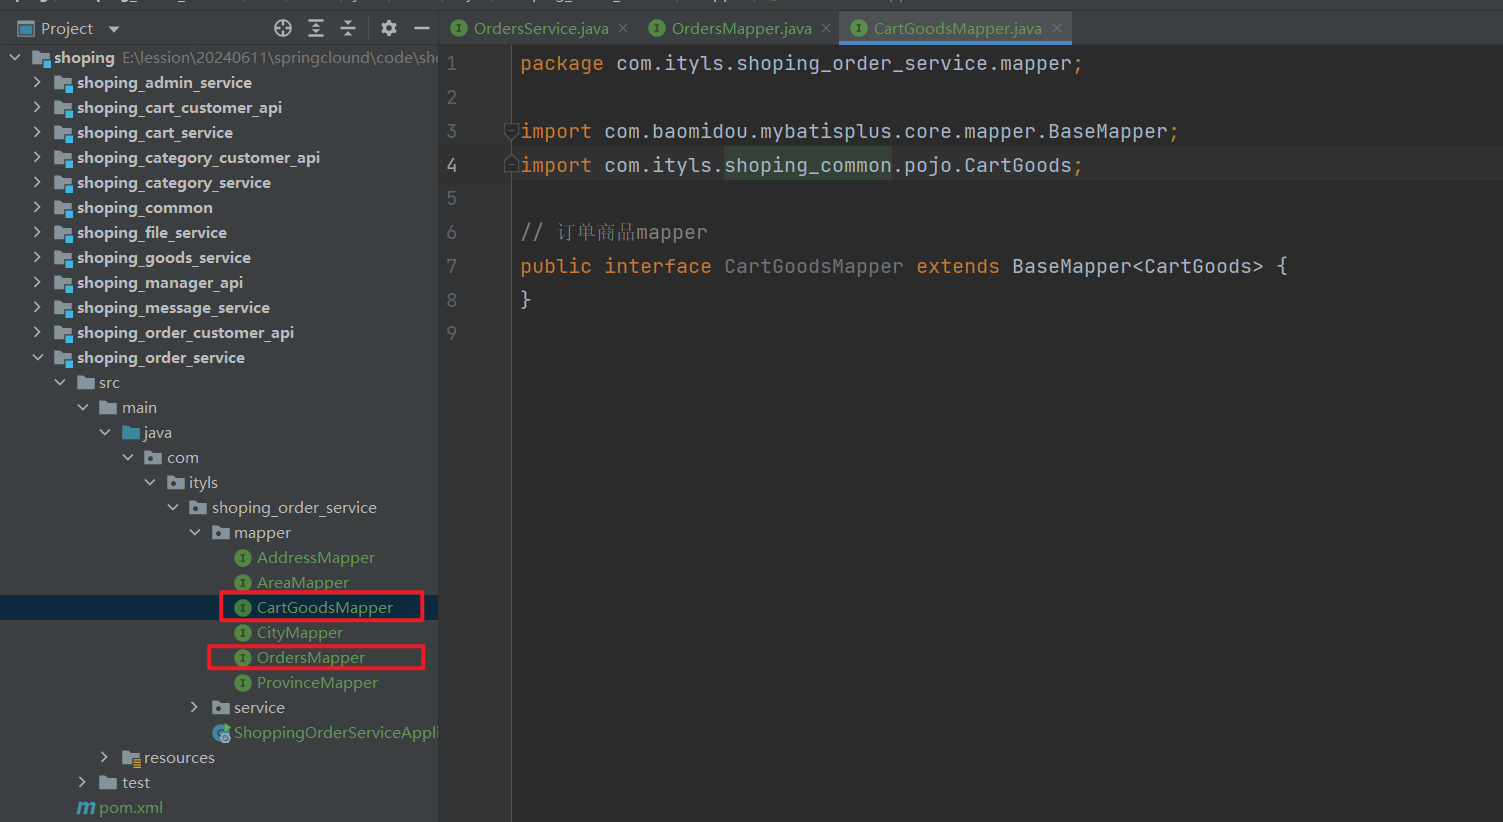 Project
shoping E:\lession\20240611\springclound\code\sho
shoping_admin_service
shoping_cart_customer_api
shoping_cart_service
shoping_category_customer_api
shoping_category_service
shoping_common
shoping_file_service
shoping_goods_service
shoping_manager_api
shoping_message_service
shoping_order_customer_api
shoping_order_service
src
main
java
com
ityls
shoping_order_service
mapper
AddressMapper
AreaMapper
CartGoodsMapper
CityMapper
OrdersMapper
ProvinceMapper
service
ShoppingOrderServiceAppli
resources
test
pom.xml
OrdersService.java OrdersMapper.java CartGoodsMapper.java
1 package com.ityls.shoping_order_service.mapper;
2
3 import com.baomidou.mybatisplus.core.mapper.BaseMapper;
4 import com.ityls.shoping_common.pojo.CartGoods;
5
6 // 订单商品mapper
7 public interface CartGoodsMapper extends BaseMapper<CartGoods> {
8 }
9